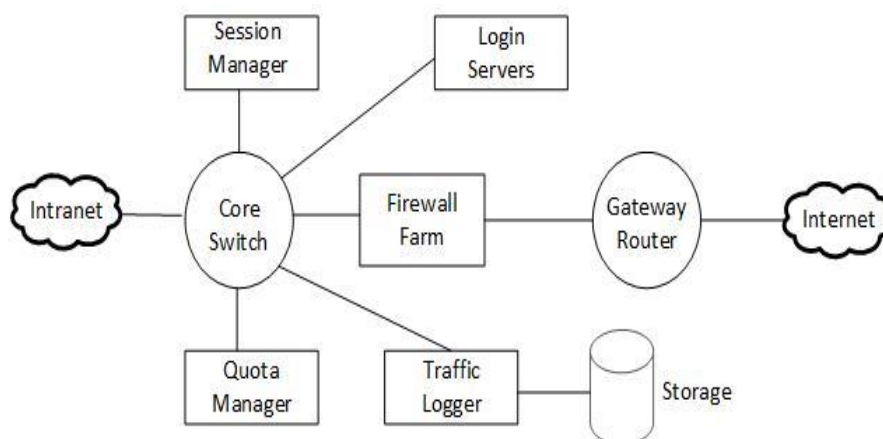 Session
Manager
Login
Servers
Intranet
Core
Switch
Firewall
Farm
Gateway
Router
Internet
Quota
Manager
Traffic
Logger
Storage